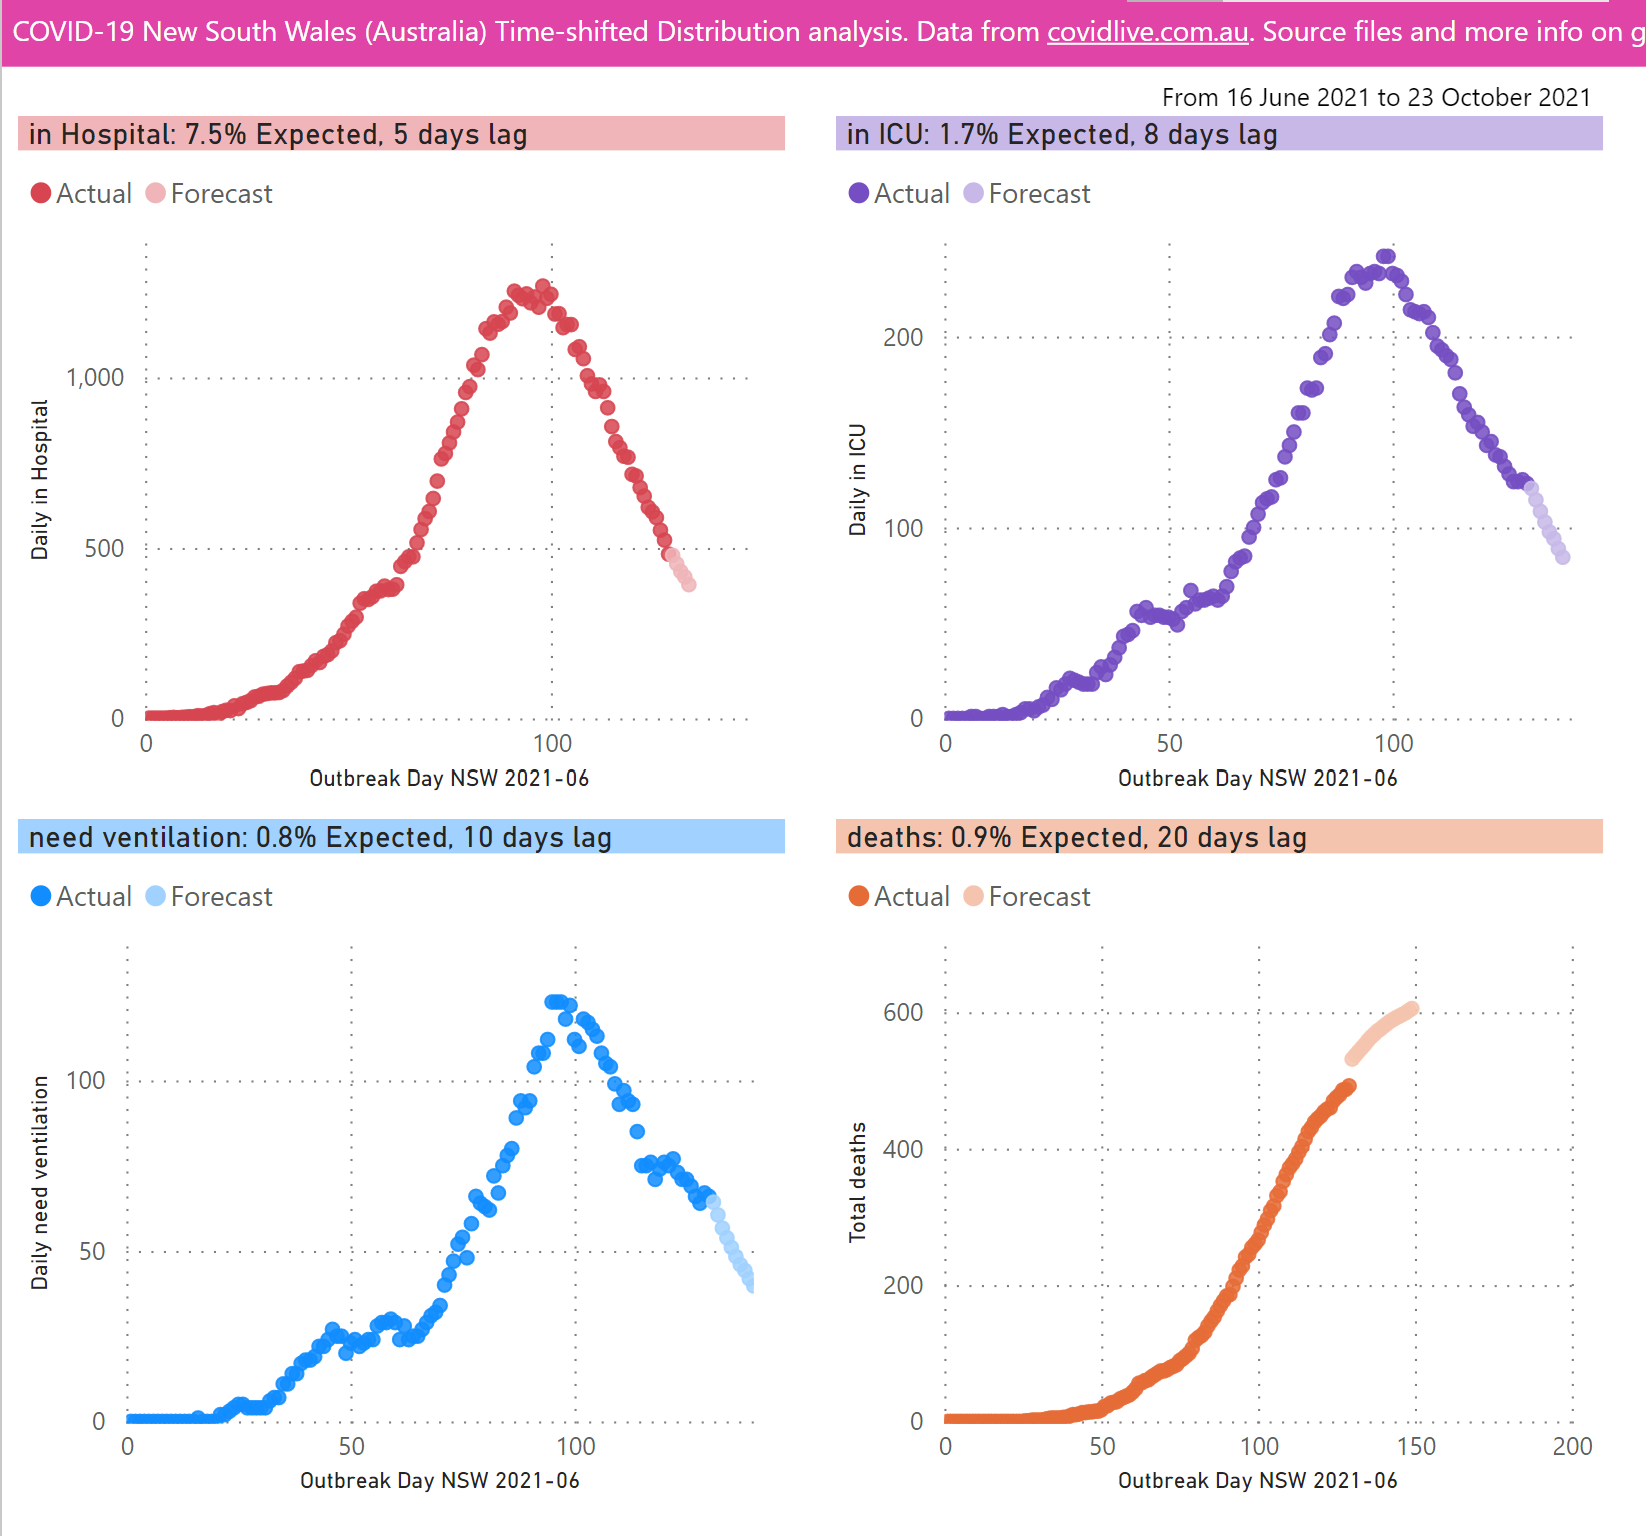 COVID-19 New South Wales (Australia) Time-shifted Distribution analysis. Data from covidlive.com.au. Source files and more info on g
From 16 June 2021 to 23 October 2021
in Hospital: 7.5% Expected, 5 days lag
Actual Forecast
Daily in Hospital
1,000
500
0
0 100
Outbreak Day NSW 2021-06
in ICU: 1.7% Expected, 8 days lag
Actual Forecast
Daily in ICU
200
100
0
0 50 100
Outbreak Day NSW 2021-06
need ventilation: 0.8% Expected, 10 days lag
Actual Forecast
Daily need ventilation
100
50
0
0 50 100
Outbreak Day NSW 2021-06
deaths: 0.9% Expected, 20 days lag
Actual Forecast
Total deaths
600
400
200
0
0 50 100 150 200
Outbreak Day NSW 2021-06